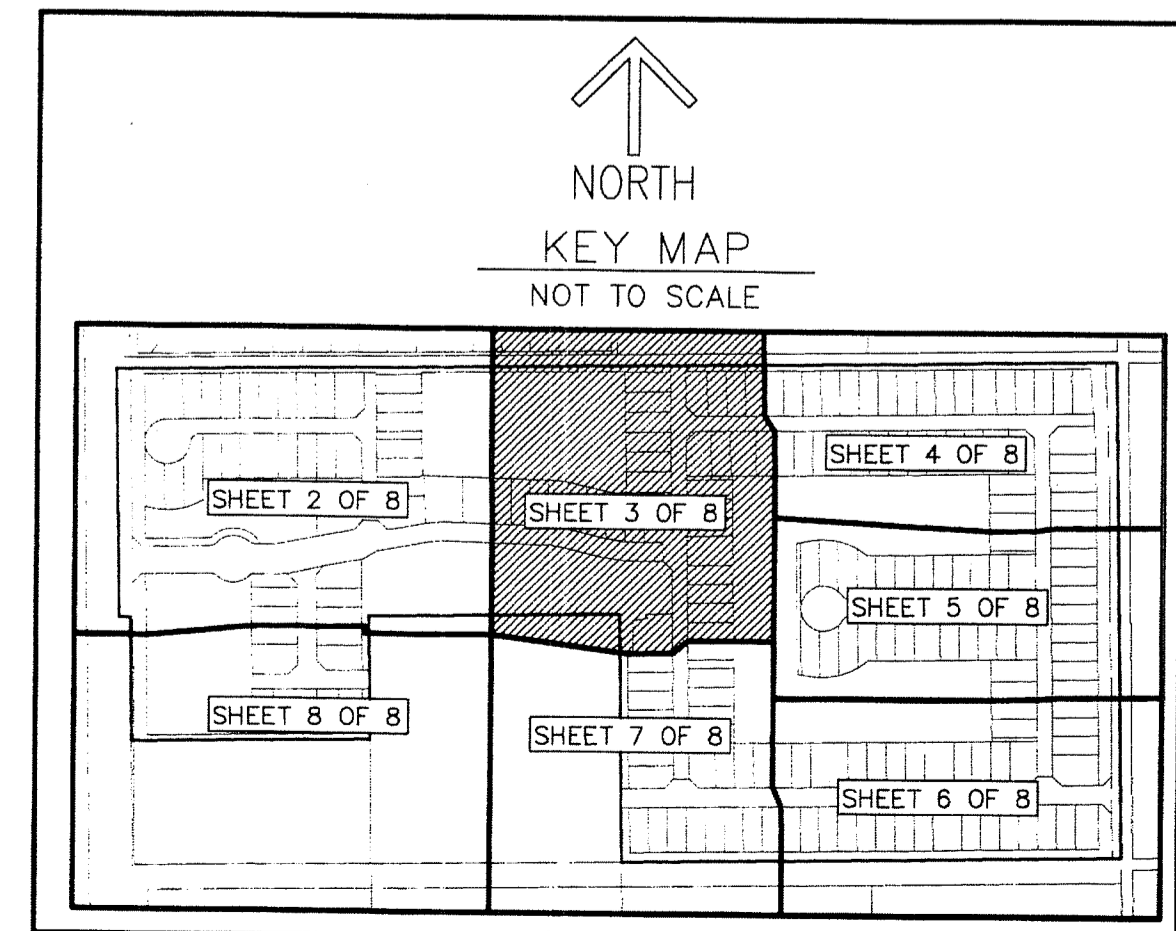 NORTH
KEY MAP
NOT TO SCALE
SHEET 4 OF 8
SHEET 2 OF 8
SHEET 3 OF 8
SHEET 5 OF 8
SHEET 8 OF 8
SHEET 7 OF 8
SHEET 6 OF 8